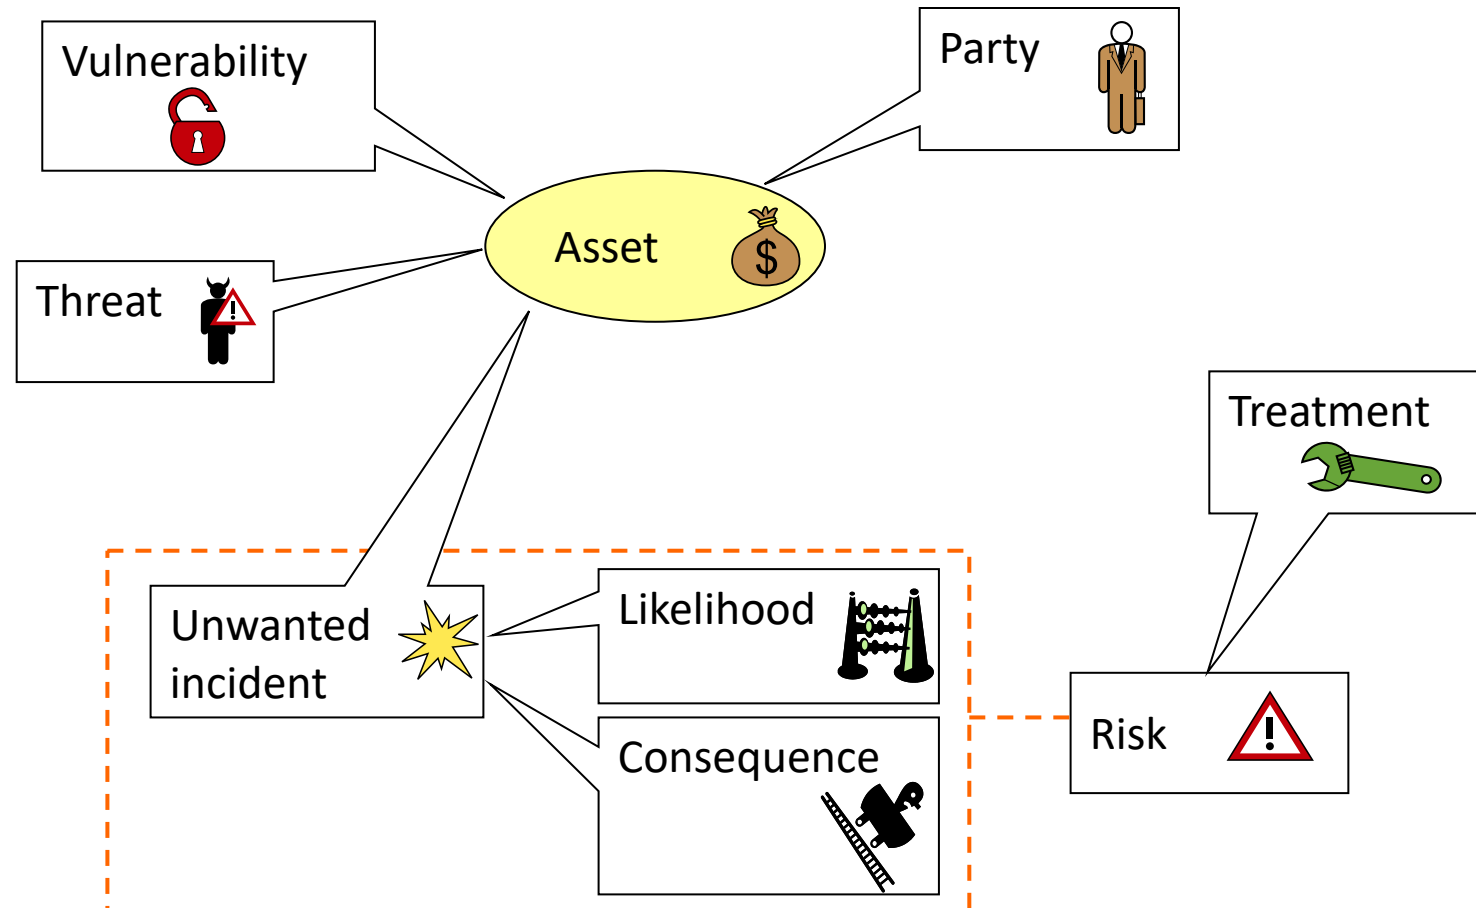 Vulnerability
Party
Asset
$
Threat
!
Treatment
Unwanted
incident
Likelihood
Risk
!
Consequence